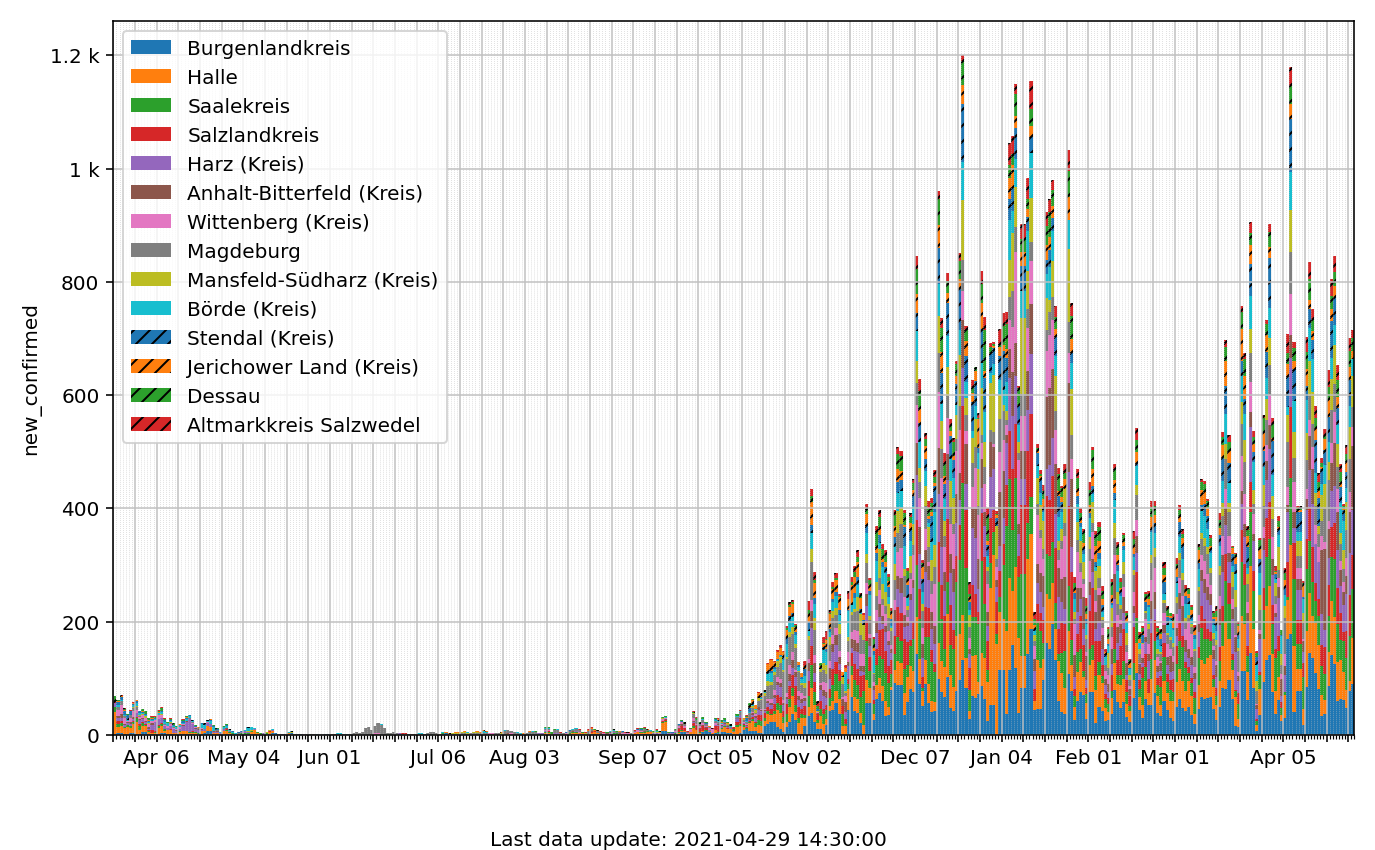 1.2 k
1 k
800
600
400
200
0
new_confirmed
Burgenlandkreis
Halle
Saalekreis
Salzlandkreis
Harz (Kreis)
Anhalt-Bitterfeld (Kreis)
Wittenberg (Kreis)
Magdeburg
Mansfeld-Südharz (Kreis)
Börde (Kreis)
Stendal (Kreis)
Jerichower Land (Kreis)
Dessau
Altmarkkreis Salzwedel
Apr 06 May 04 Jun 01 Jul 06 Aug 03 Sep 07 Oct 05 Nov 02 Dec 07 Jan 04 Feb 01 Mar 01 Apr 05
Last data update: 2021-04-29 14:30:00